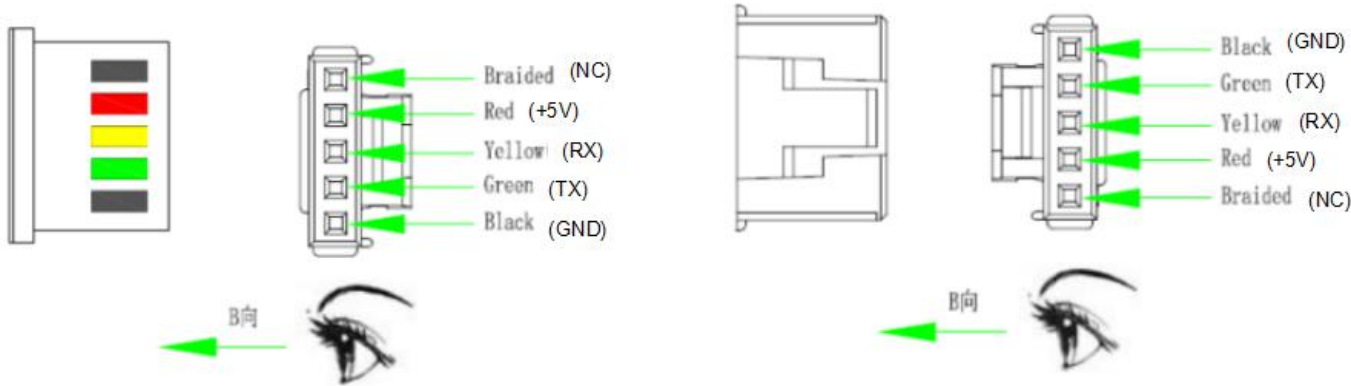 Braided (NC)
Red (+5V)
Yellow (RX)
Green (TX)
Black (GND)
B向
Black (GND)
Green (TX)
Yellow (RX)
Red (+5V)
Braided (NC)
B向